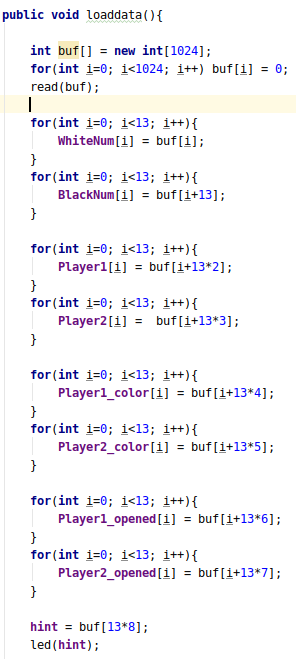 public void loaddata(){
int buf[] = new int[1024];
for(int i=0; i<1024; i++) buf[i] = 0;
read(buf);
for(int i=0; i<13; i++){
WhiteNum[i] = buf[i];
}
for(int i=0; i<13; i++){
BlackNum[i] = buf[i+13];
}
for(int i=0; i<13; i++){
Player1[i] = buf[i+13*2];
}
for(int i=0; i<13; i++){
Player2[i] =  buf[i+13*3];
}
for(int i=0; i<13; i++){
Player1_color[i] = buf[i+13*4];
}
for(int i=0; i<13; i++){
Player2_color[i] = buf[i+13*5];
}
for(int i=0; i<13; i++){
Player1_opened[i] = buf[i+13*6];
}
for(int i=0; i<13; i++){
Player2_opened[i] = buf[i+13*7];
}
hint = buf[13*8];
led(hint);